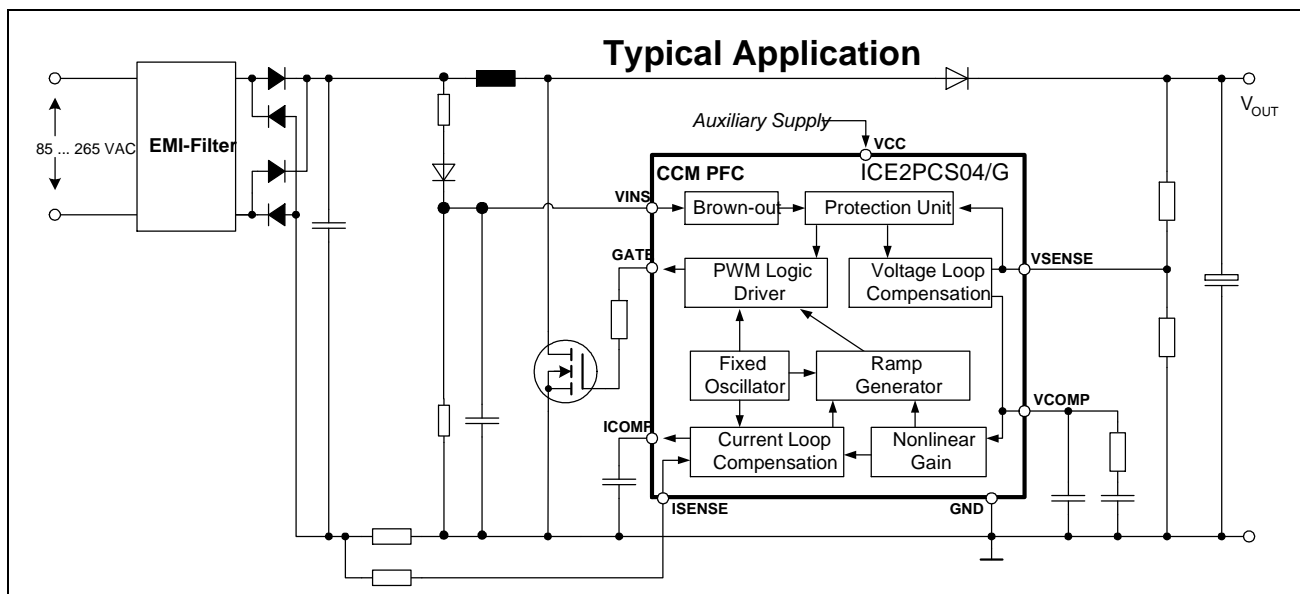 Typical Application
85 ... 265 VAC
EMI-Filter
V_OUT
Auxiliary Supply
VCC
CCM PFC
ICE2PCS04/G
VINS
Brown-out
Protection Unit
GATE
PWM Logic
Driver
Voltage Loop
Compensation
VSENSE
Fixed
Oscillator
Ramp
Generator
VCOMP
ICOMP
Current Loop
Compensation
Nonlinear
Gain
ISENSE
GND